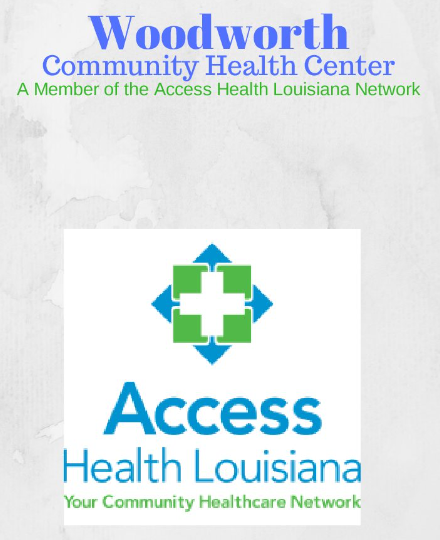 Woodworth
Community Health Center
A Member of the Access Health Louisiana Network
Access
Health Louisiana
Your Community Healthcare Network